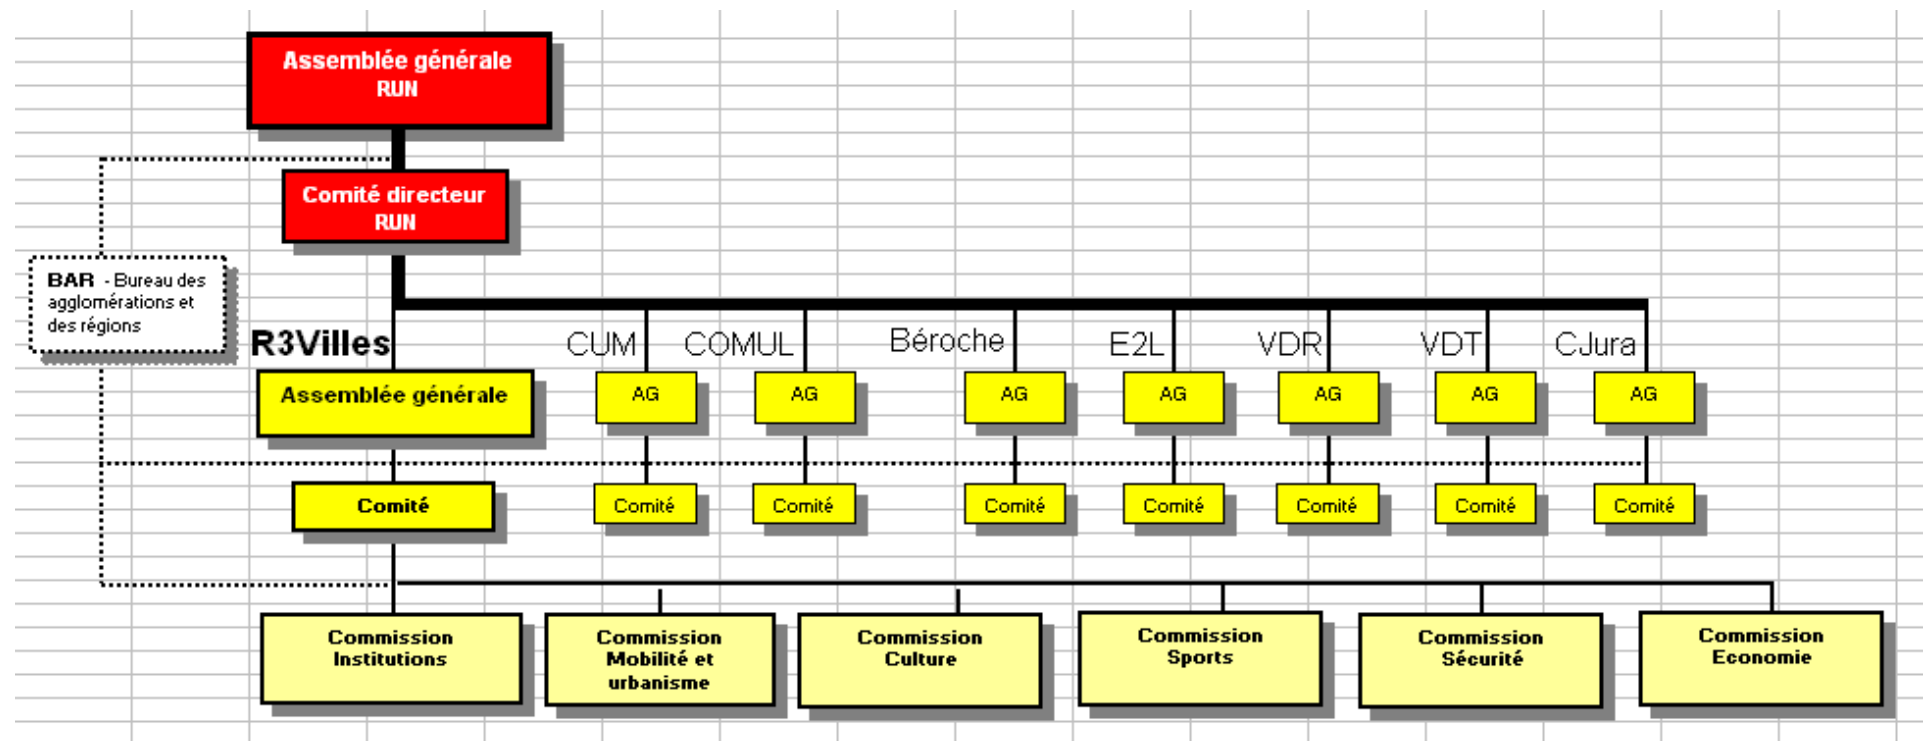 Assemblée générale
RUN
Comité directeur
RUN
BAR - Bureau des
agglomérations et
des régions
R3Villes
CUM
COMUL
Béroche
E2L
VDR
VDT
CJura
Assemblée générale
AG
AG
AG
AG
AG
AG
AG
Comité
Comité
Comité
Comité
Comité
Comité
Comité
Comité
Commission
Institutions
Commission
Mobilité et
urbanisme
Commission
Culture
Commission
Sports
Commission
Sécurité
Commission
Economie